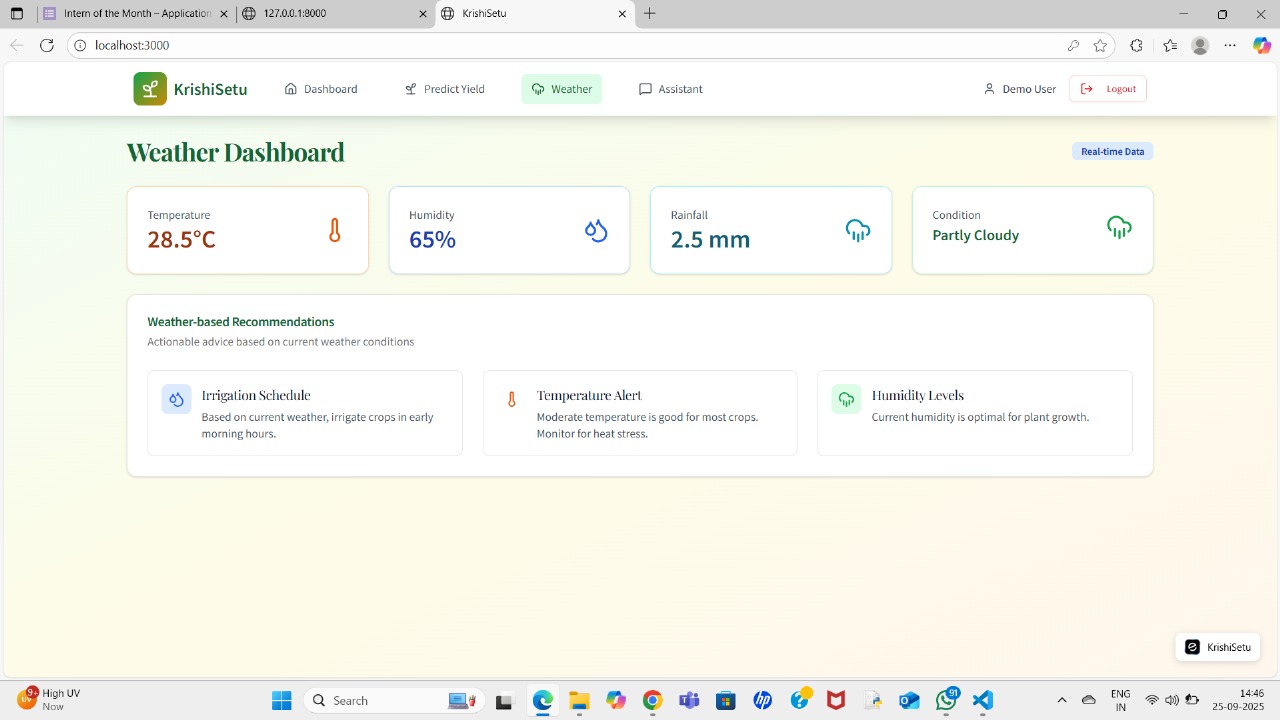 Intern of the Month – Application
127.0.0.1:8000
KrishiSetu
localhost:3000
KrishiSetu
Dashboard
Predict Yield
Weather
Assistant
Demo User
Logout
Weather Dashboard
Real-time Data
Temperature
28.5°C
Humidity
65%
Rainfall
2.5 mm
Condition
Partly Cloudy
Weather-based Recommendations
Actionable advice based on current weather conditions
Irrigation Schedule
Based on current weather, irrigate crops in early
morning hours.
Temperature Alert
Moderate temperature is good for most crops.
Monitor for heat stress.
Humidity Levels
Current humidity is optimal for plant growth.
KrishiSetu
9+
High UV
Now
Search
91
ENG
IN
14:46
25-09-2025